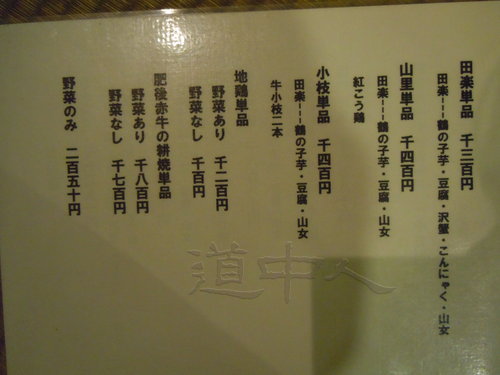 田楽単品　千三百円
田楽---鶴の子芋・豆腐・沢蟹・こんにゃく・山女
山里単品　千四百円
田楽---鶴の子芋・豆腐・山女
紅こう鶏
小枝単品　千四百円
田楽---鶴の子芋・豆腐・山女
牛小枝二本
地鶏単品
野菜あり　千二百円
野菜なし　千百円
肥後赤牛の耕焼単品
野菜あり　千八百円
野菜なし　千七百円
野菜のみ　二百五十円
道中人